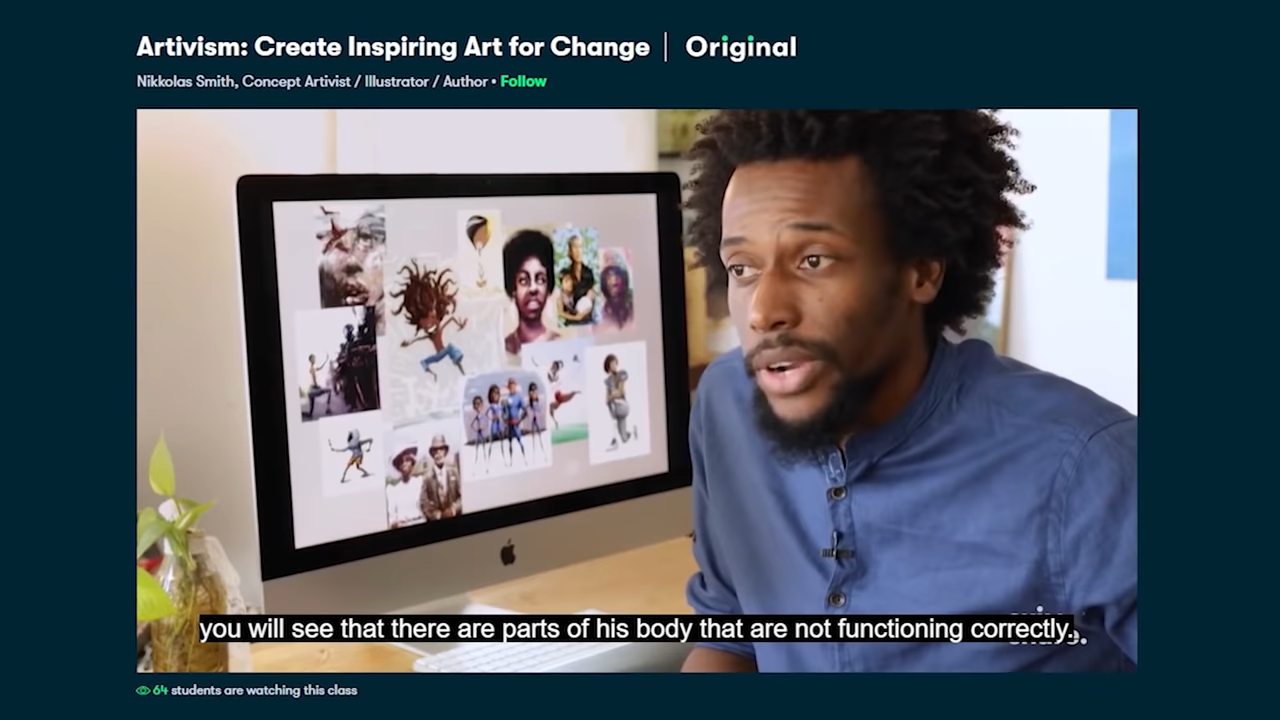 Artivism: Create Inspiring Art for Change | Original
Nikkolas Smith, Concept Artivist / Illustrator / Author • Follow
you will see that there are parts of his body that are not functioning correctly.
64 students are watching this class